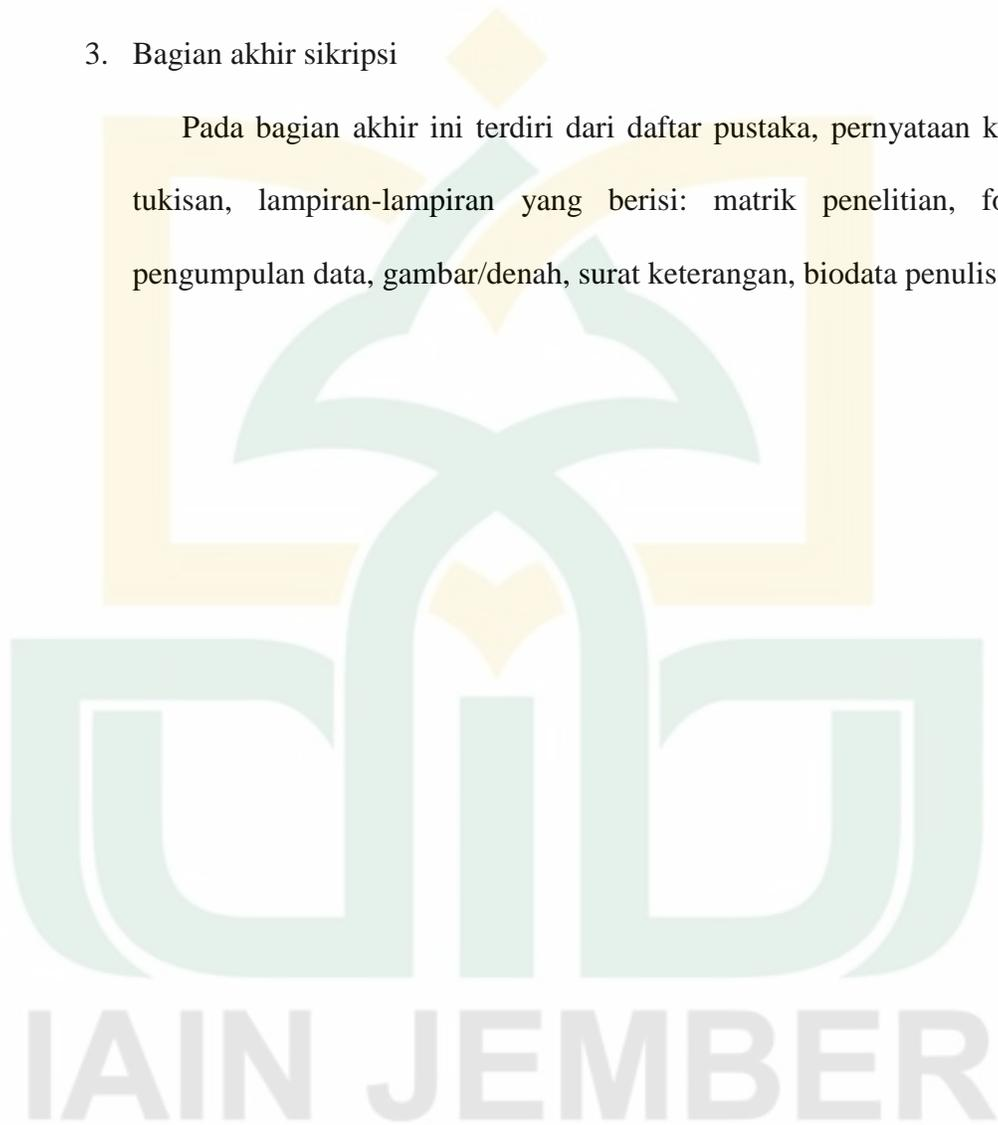 3. Bagian akhir sikripsi
Pada bagian akhir ini terdiri dari daftar pustaka, pernyataan
tukisan, lampiran-lampiran yang berisi: matrik penelitian,
pengumpulan data, gambar/denah, surat keterangan, biodata penulis
IAIN JEMBER